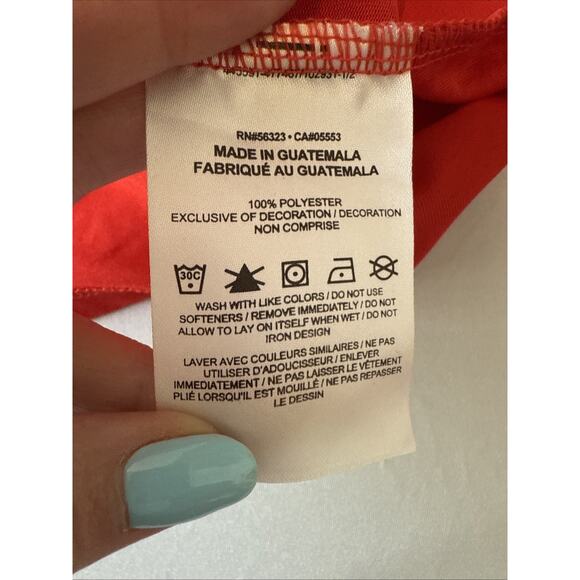 RN#56323 • CA#05553
MADE IN GUATEMALA
FABRIQUÉ AU GUATEMALA
100% POLYESTER
EXCLUSIVE OF DECORATION / DECORATION
NON COMPRISE
30C
WASH WITH LIKE COLORS / DO NOT USE
SOFTENERS / REMOVE IMMEDIATELY / DO NOT
ALLOW TO LAY ON ITSELF WHEN WET / DO NOT
IRON DESIGN
LAVER AVEC COULEURS SIMILAIRES / NE PAS
UTILISER D'ADOUCISSEUR / ENLEVER
IMMEDIATEMENT / NE PAS LAISSER LE VÊTEMENT
PLIÉ LORSQU'IL EST MOUILLÉ / NE PAS REPASSER
LE DESSIN